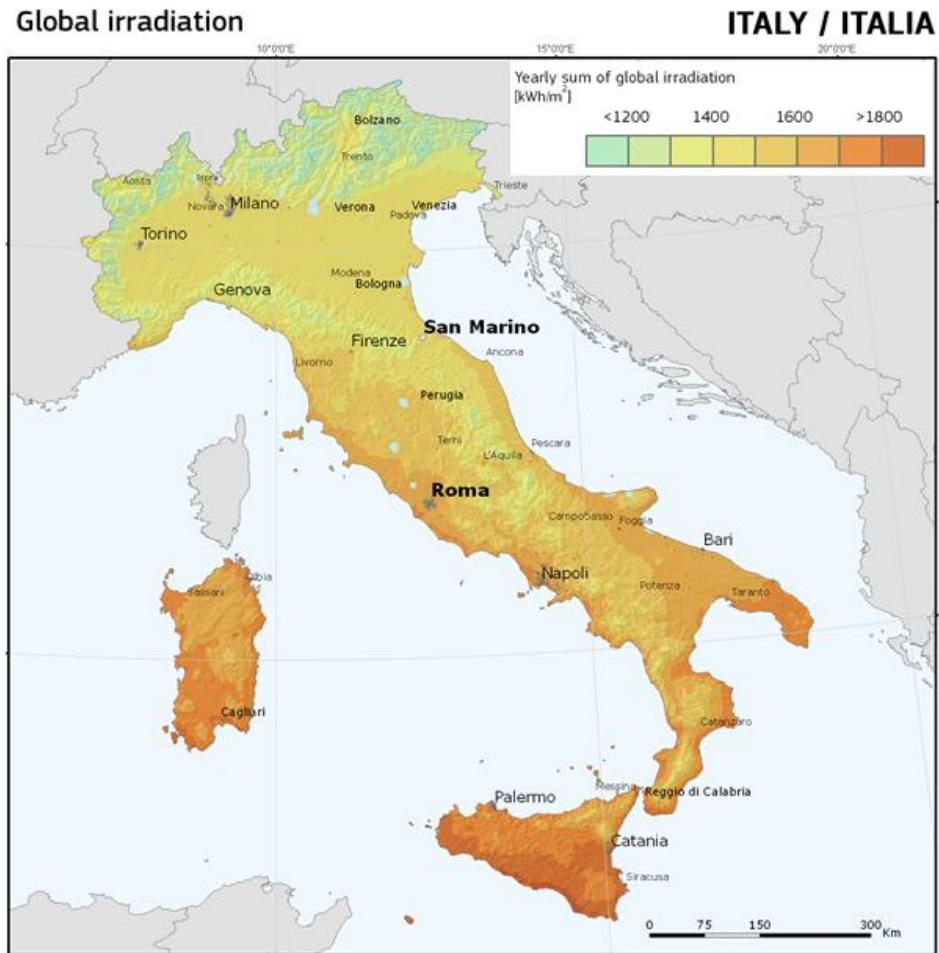 Global irradiation
ITALY / ITALIA
10°0'0"E
15°0'0"E
20°0'0"E
Yearly sum of global irradiation
[kWh/m²]
<1200 1400 1600 >1800
Bolzano
Trento
Aosta
Ispra
Trieste
Novara
Milano
Verona
Venezia
Padova
Torino
Modena
Bologna
Genova
San Marino
Firenze
Ancona
Livorno
Perugia
Terni
Pescara
L'Aquila
Roma
Campobasso
Foggia
Bari
Napoli
Olbia
Sassari
Potenza
Taranto
Cagliari
Catanzaro
Messina
Reggio di Calabria
Palermo
Catania
Siracusa
0 75 150 300
Km